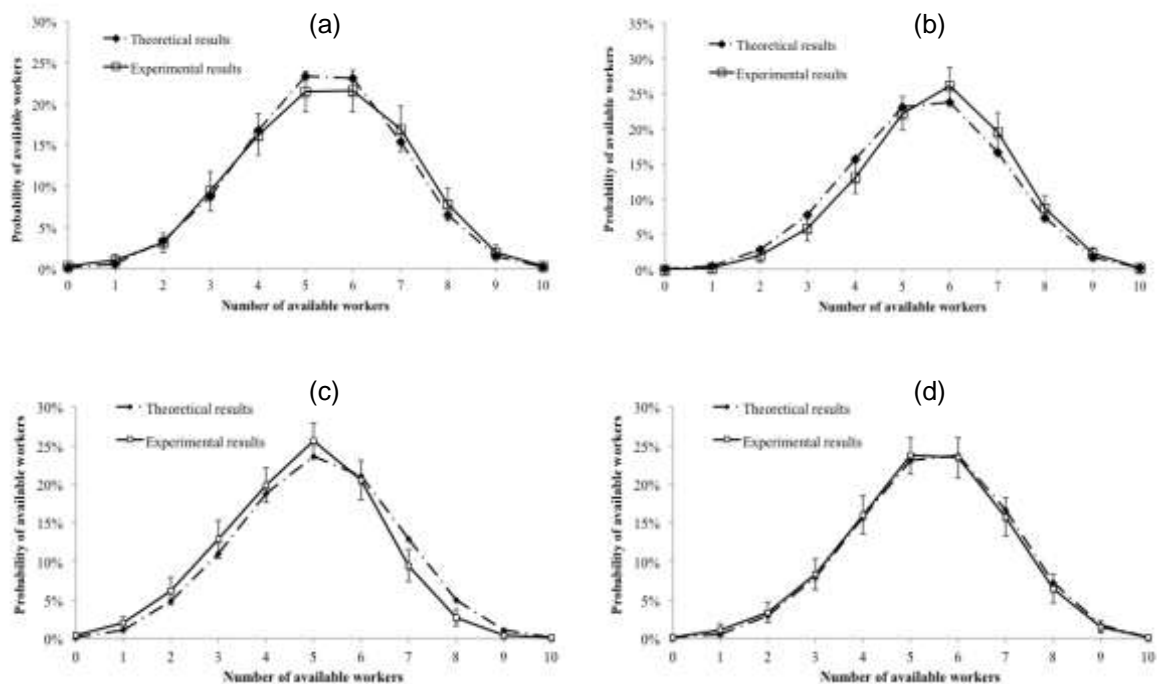 (a)
30%
25%
20%
15%
10%
5%
0%
Probability of available workers
Theoretical results
Experimental results
0 1 2 3 4 5 6 7 8 9 10
Number of available workers
(b)
35%
30%
25%
20%
15%
10%
5%
0%
Probability of available workers
Theoretical results
Experimental results
0 1 2 3 4 5 6 7 8 9 10
Number of available workers
(c)
30%
25%
20%
15%
10%
5%
0%
Probability of available workers
Theoretical results
Experimental results
0 1 2 3 4 5 6 7 8 9 10
Number of available workers
(d)
30%
25%
20%
15%
10%
5%
0%
Probability of available workers
Theoretical results
Experimental results
0 1 2 3 4 5 6 7 8 9 10
Number of available workers